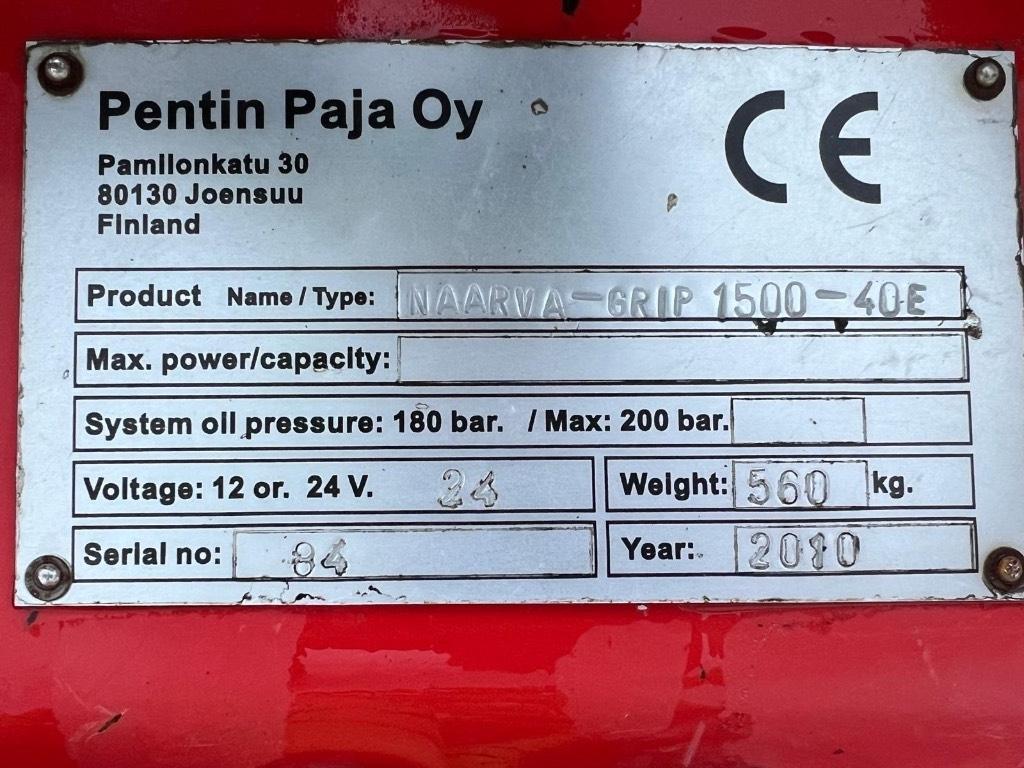 Pentin Paja Oy
CE
Pamilonkatu 30
80130 Joensuu
Finland
Product Name / Type: NAARVA-GRIP 1500-40E
Max. power/capacity:
System oil pressure: 180 bar. / Max: 200 bar.
Voltage: 12 or. 24 V. 24
Weight: 560 kg.
Serial no: 84
Year: 2010